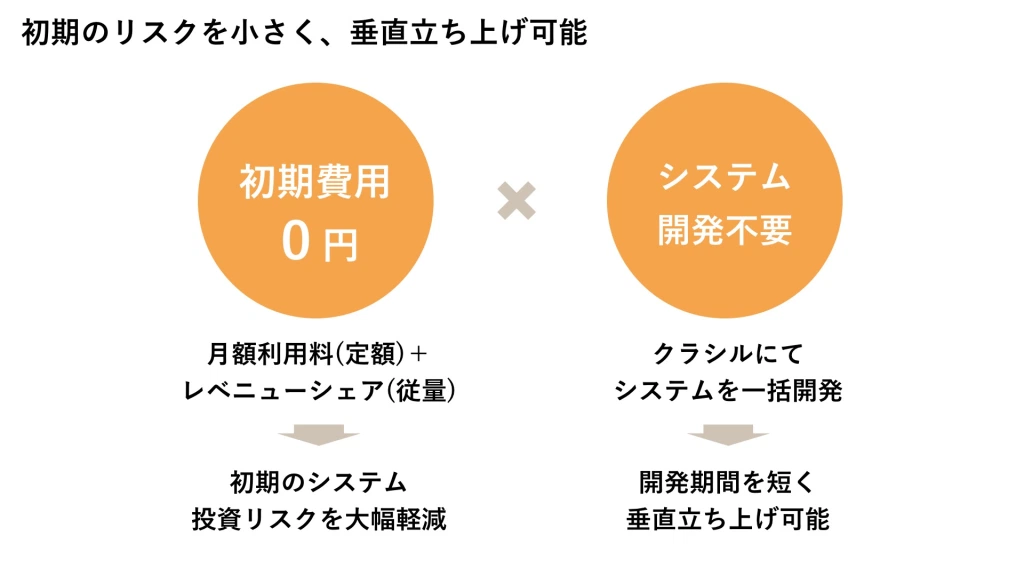 初期のリスクを小さく、垂直立ち上げ可能
初期費用
0 円
システム
開発不要
月額利用料(定額)＋
レベニューシェア(従量)
クラシルにて
システムを一括開発
初期のシステム
投資リスクを大幅軽減
開発期間を短く
垂直立ち上げ可能